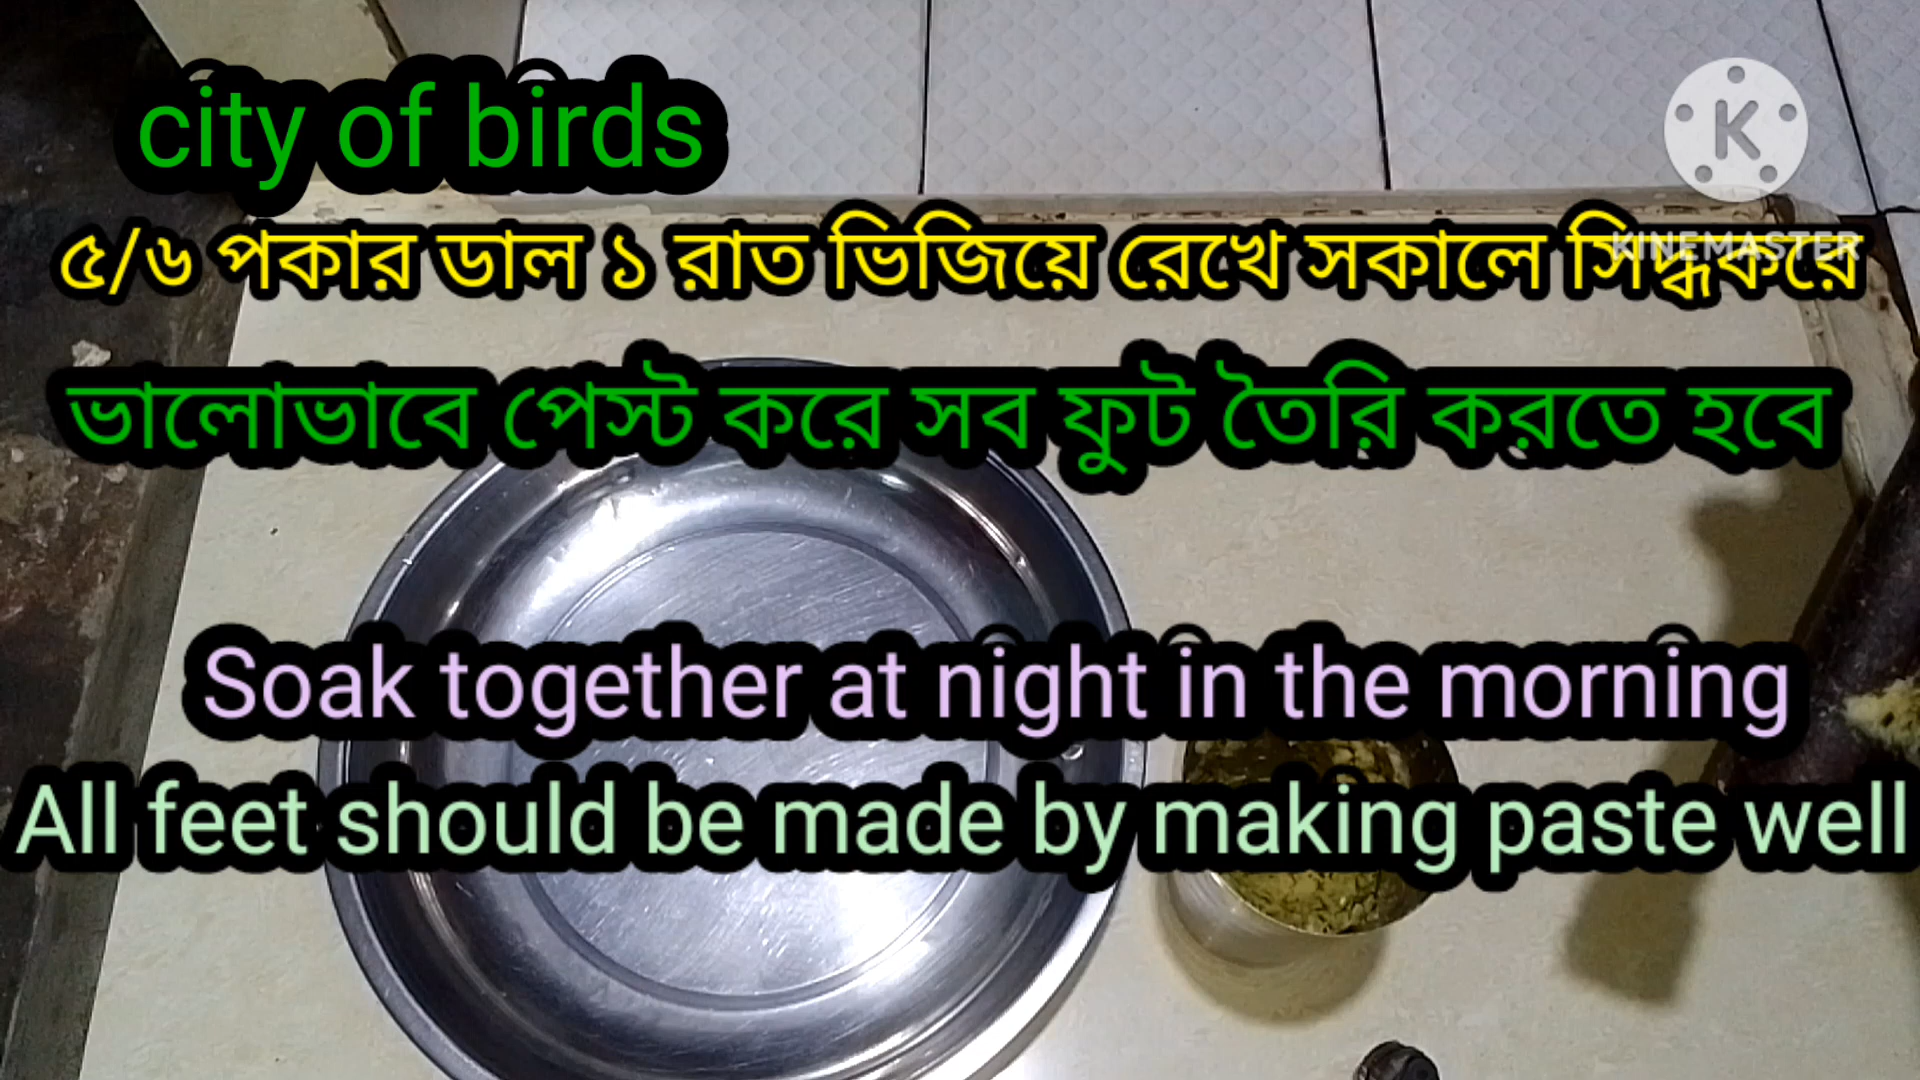 city of birds
K
KINEMASTER
৫/৬ পকার ডাল ১ রাত ভিজিয়ে রেখে সকালে সিদ্ধকরে
ভালোভাবে পেস্ট করে সব ফুট তৈরি করতে হবে
Soak together at night in the morning
All feet should be made by making paste well